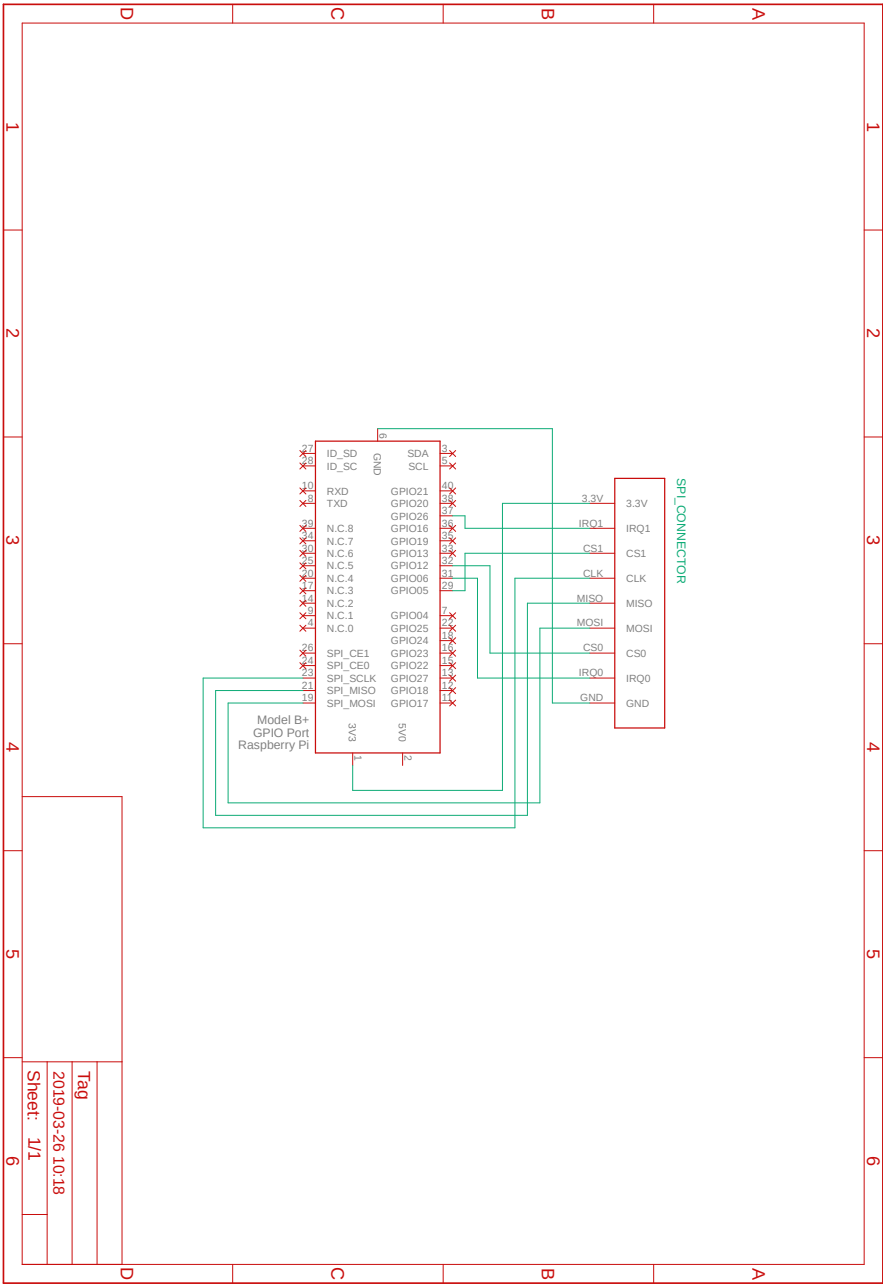 D
C
B
A
1
1
2
2
3
3
4
4
5
5
6
6
D
C
B
A
6
GND
27
ID_SD
28
ID_SC
10
RXD
8
TXD
39
N.C.8
34
N.C.7
30
N.C.6
25
N.C.5
20
N.C.4
17
N.C.3
14
N.C.2
9
N.C.1
4
N.C.0
26
SPI_CE1
24
SPI_CE0
23
SPI_SCLK
21
SPI_MISO
19
SPI_MOSI
SDA
3
SCL
5
GPIO21
40
GPIO20
38
GPIO26
37
GPIO16
36
GPIO19
35
GPIO13
33
GPIO12
32
GPIO06
31
GPIO05
29
GPIO04
7
GPIO25
22
GPIO24
18
GPIO23
16
GPIO22
15
GPIO27
13
GPIO18
12
GPIO17
11
3V3
1
5V0
2
Model B+
GPIO Port
Raspberry Pi
SPI_CONNECTOR
3.3V
3.3V
IRQ1
IRQ1
CS1
CS1
CLK
CLK
MISO
MISO
MOSI
MOSI
CS0
CS0
IRQ0
IRQ0
GND
GND
Tag
2019-03-26 10:18
Sheet: 1/1